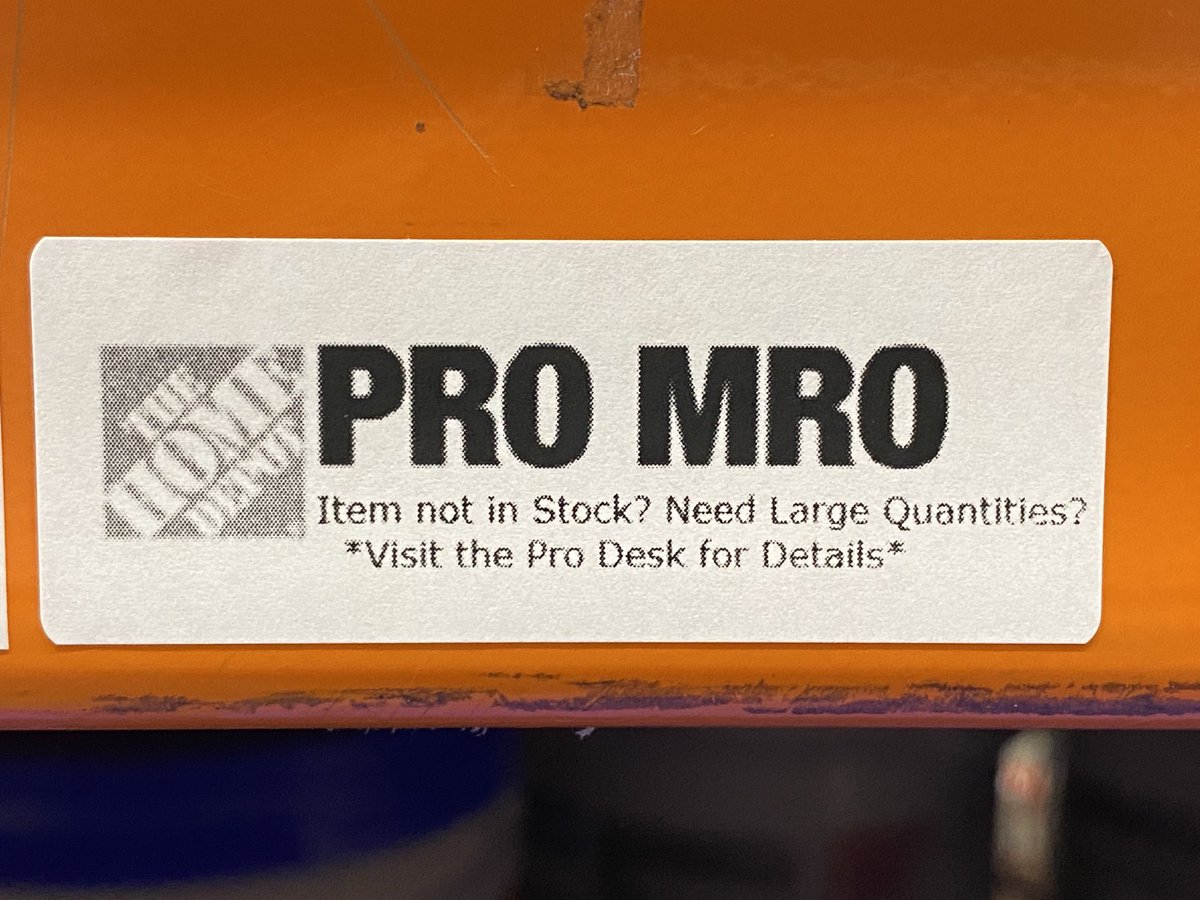 THE
HOME
DEPOT
PRO MRO
Item not in Stock? Need Large Quantities?
*Visit the Pro Desk for Details*